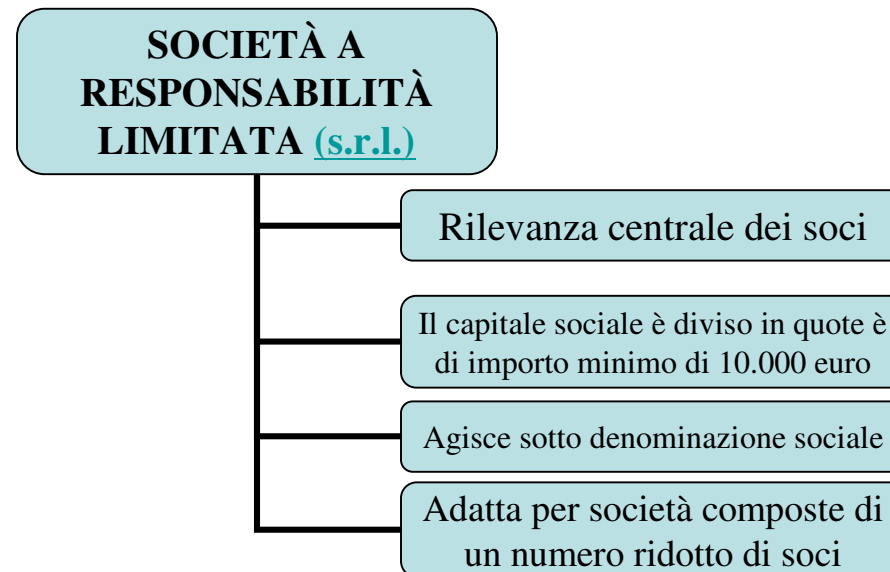 SOCIETÀ A
RESPONSABILITÀ
LIMITATA (s.r.l.)
Rilevanza centrale dei soci
Il capitale sociale è diviso in quote è
di importo minimo di 10.000 euro
Agisce sotto denominazione sociale
Adatta per società composte di
un numero ridotto di soci